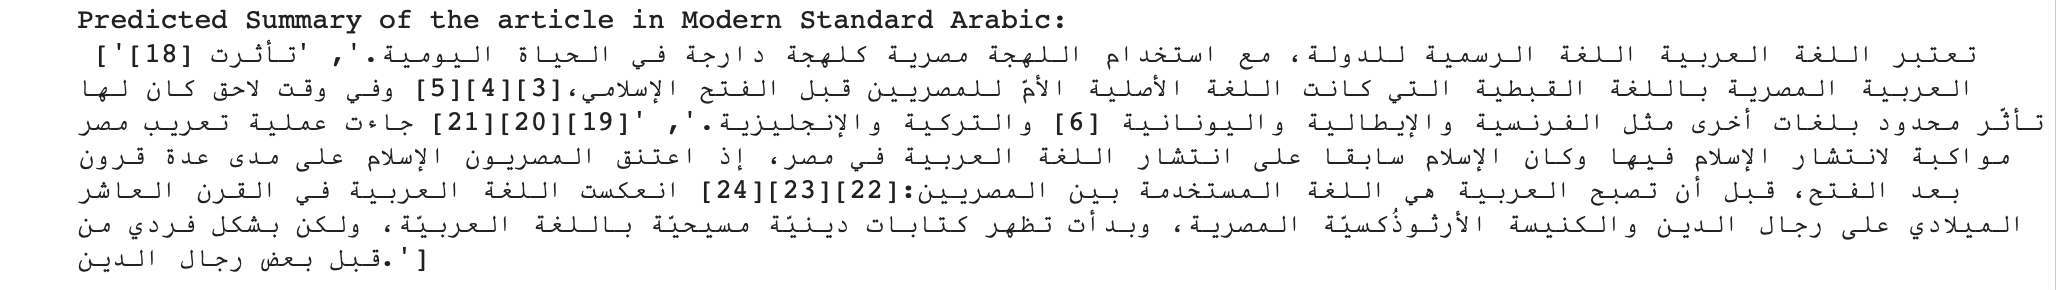 Predicted Summary of the article in Modern Standard Arabic:
['تعتبر اللغة العربية اللغة الرسمية للدولة، مع استخدام اللهجة مصرية كلهجة دارجة في الحياة اليومية.', 'تأثرت [18]
العربية المصرية باللغة القبطية التي كانت اللغة الأصلية الأمّ للمصريين قبل الفتح الإسلامي،[3][4][5] وفي وقت لاحق كان لها
تأثّر محدود بلغات أخرى مثل الفرنسية والإيطالية واليونانية [6] والتركية والإنجليزية.', '[19][20][21] جاءت عملية تعريب مصر
مواكبة لانتشار الإسلام فيها وكان الإسلام سابقا على انتشار اللغة العربية في مصر، إذ اعتنق المصريون الإسلام على مدى عدة قرون
بعد الفتح، قبل أن تصبح العربية هي اللغة المستخدمة بين المصريين:[22][23][24] انعكست اللغة العربية في القرن العاشر
الميلادي على رجال الدين والكنيسة الأرثوذُكسيّة المصرية، وبدأت تظهر كتابات دينيّة مسيحيّة باللغة العربيّة، ولكن بشكل فردي من
قبل بعض رجال الدين.']